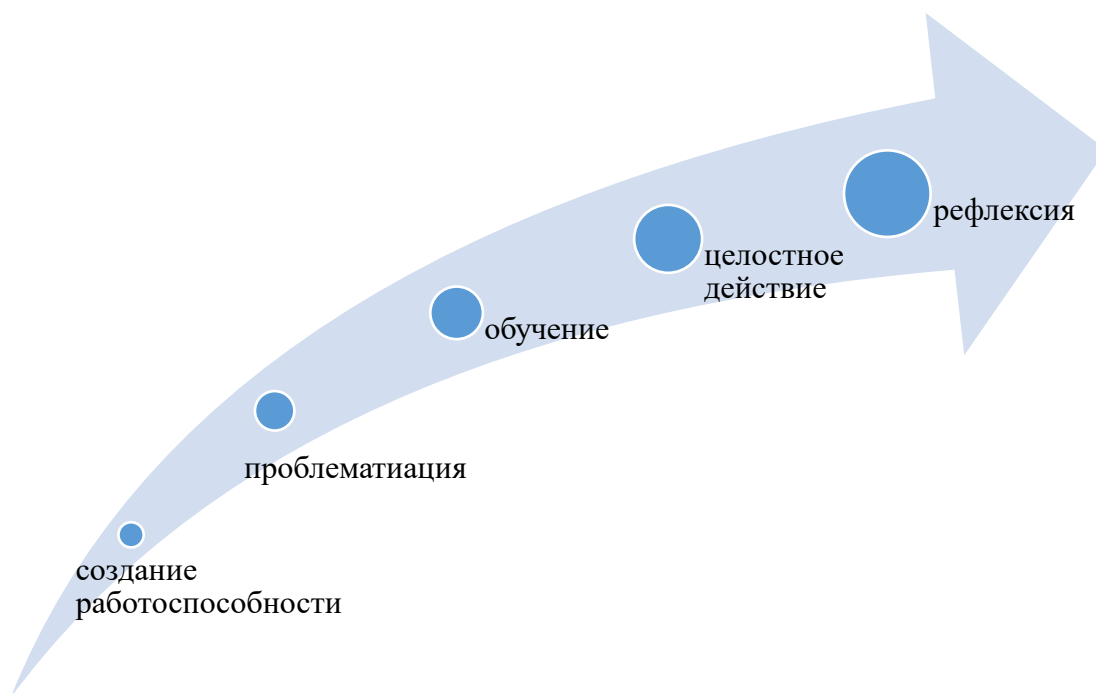 рефлексия
целостное
действие
обучение
проблематиация
создание
работоспособности